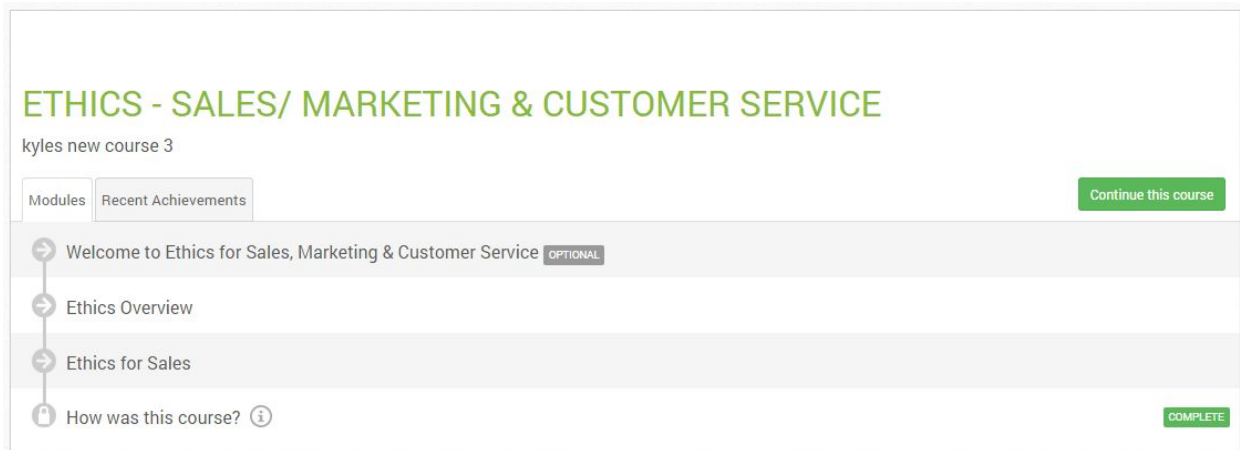 ETHICS - SALES/ MARKETING & CUSTOMER SERVICE
kyles new course 3
Modules Recent Achievements Continue this course
Welcome to Ethics for Sales, Marketing & Customer Service OPTIONAL
Ethics Overview
Ethics for Sales
How was this course? i COMPLETE